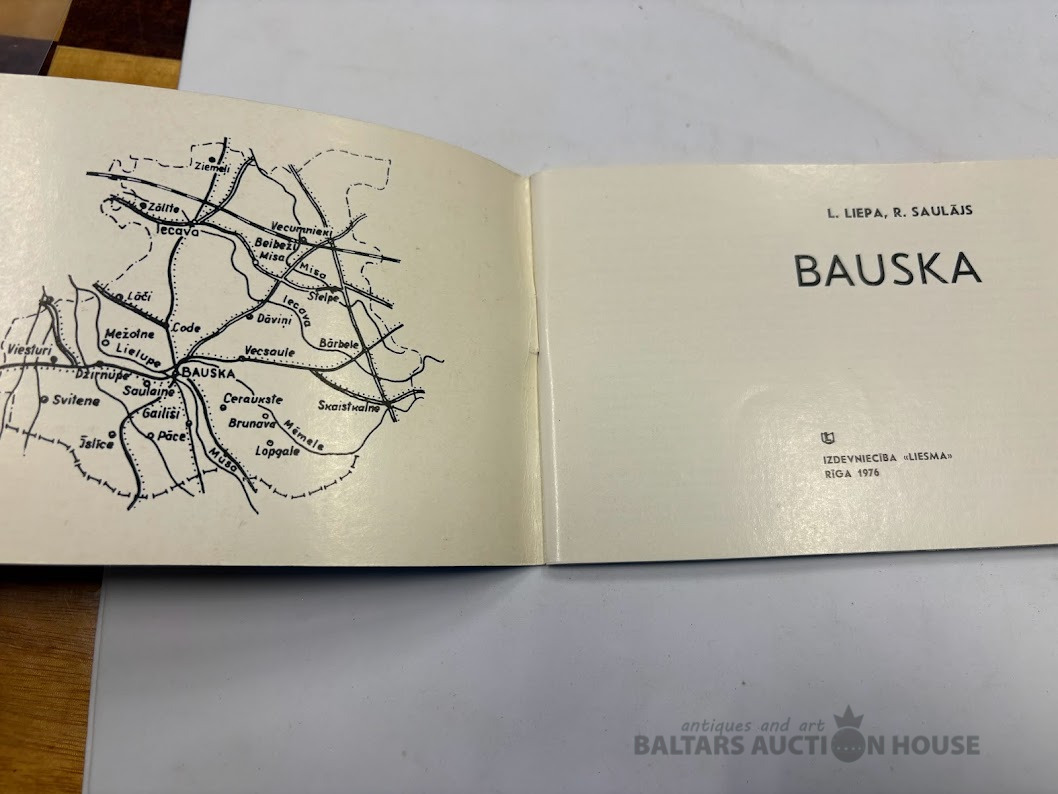 Ziemeļi
Zālīte
Iecava
Vecumnieki
Beibeži
Misa
Misa
Stelpe
Lāči
Iecava
Code
Dāviņi
Mežotne
Lielupe
Bārbele
Viesturi
Vecsaule
Džirnupe
BAUSKA
Saulaine
Svitene
Ceraukste
Skaistkalne
Gailīši
Brunava
Mēmele
Īslīce
Pāce
Lopgale
Mūsa
L. LIEPA, R. SAULĀJS
BAUSKA
IZDEVNIECĪBA «LIESMA»
RĪGA 1976
antiques and art
BALTARS AUCTION HOUSE